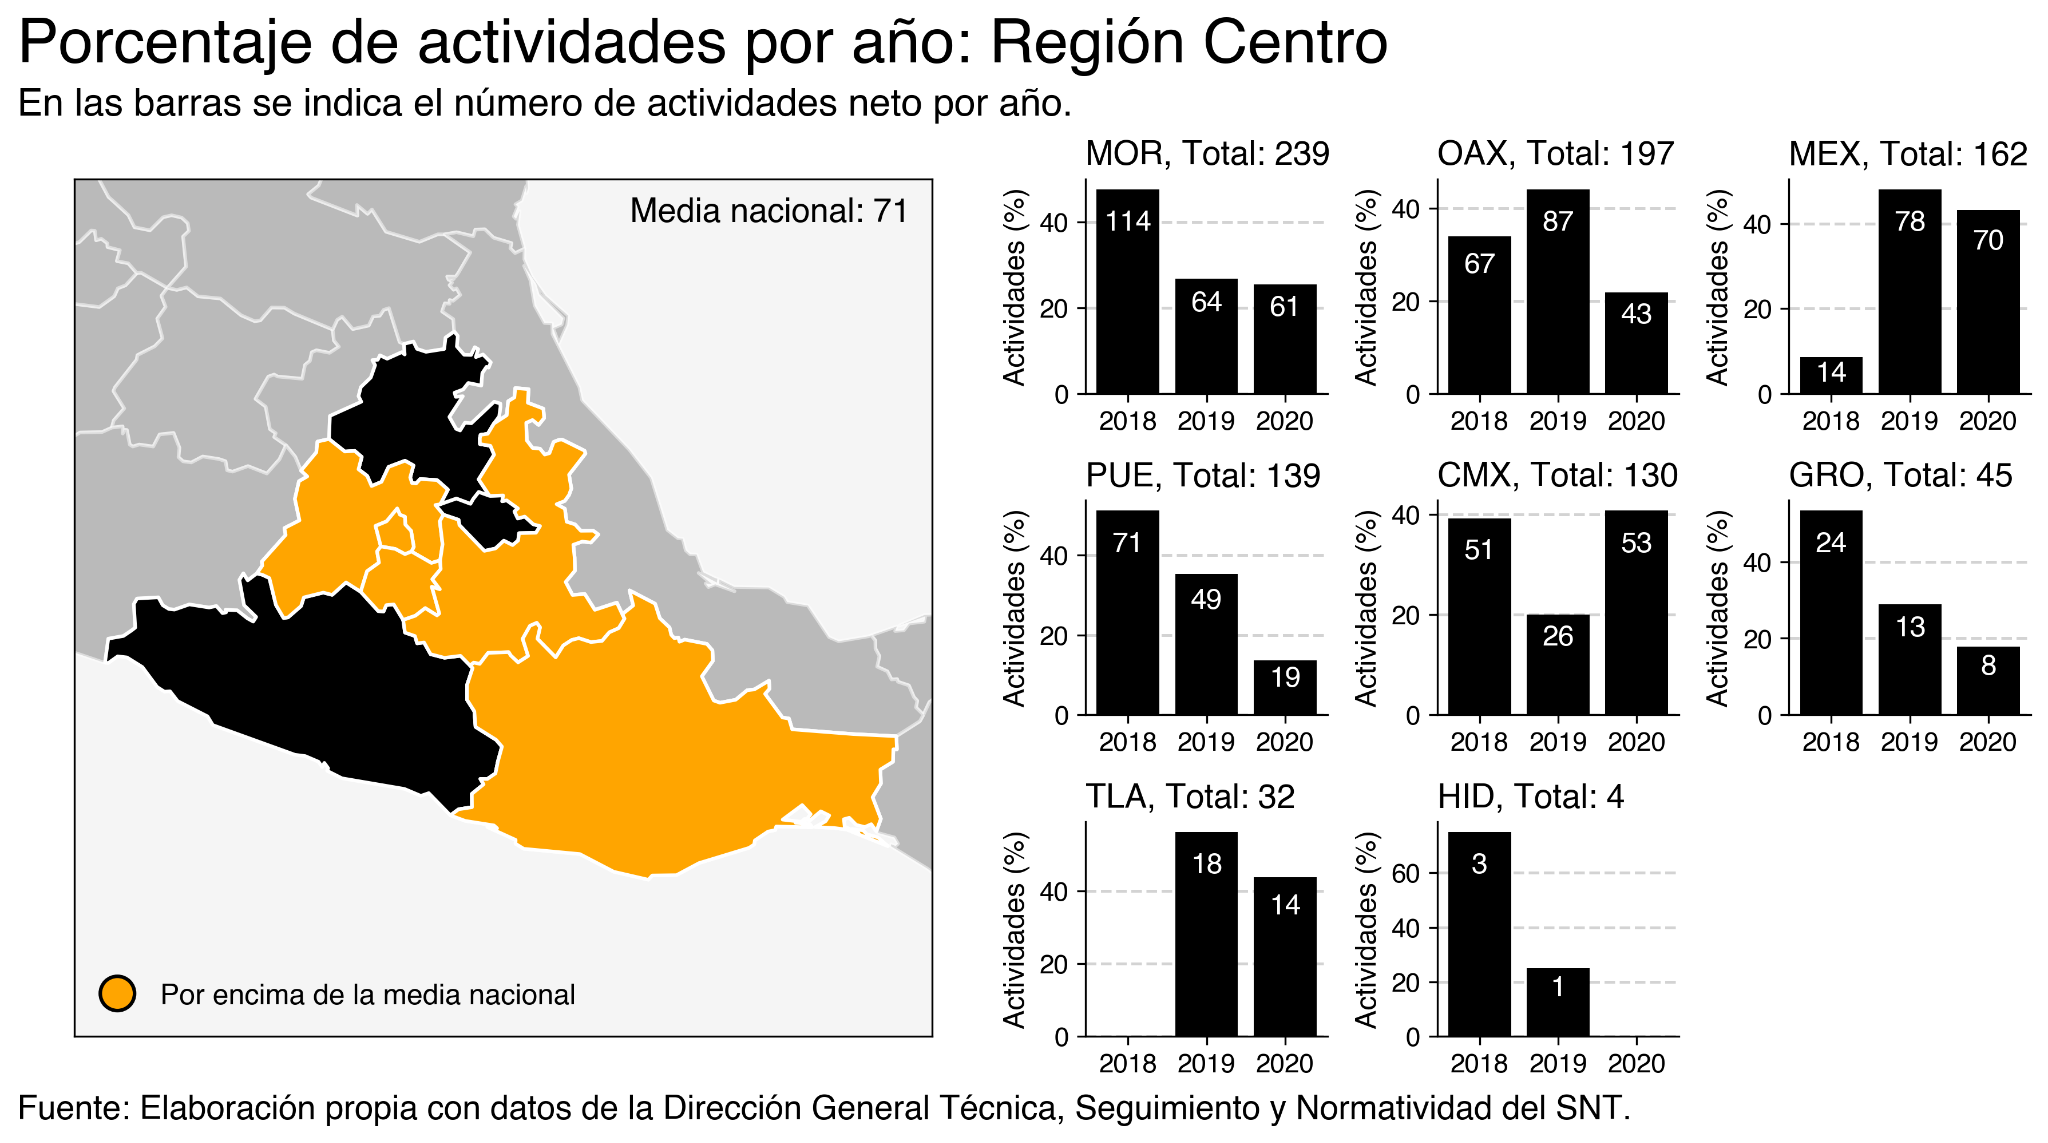 Porcentaje de actividades por año: Región Centro
En las barras se indica el número de actividades neto por año.
Media nacional: 71
Por encima de la media nacional
MOR, Total: 239
Actividades (%)
40
20
0
114
64
61
2018 2019 2020
OAX, Total: 197
Actividades (%)
40
20
0
67
87
43
2018 2019 2020
MEX, Total: 162
Actividades (%)
40
20
0
14
78
70
2018 2019 2020
PUE, Total: 139
Actividades (%)
40
20
0
71
49
19
2018 2019 2020
CMX, Total: 130
Actividades (%)
40
20
0
51
26
53
2018 2019 2020
GRO, Total: 45
Actividades (%)
40
20
0
24
13
8
2018 2019 2020
TLA, Total: 32
Actividades (%)
40
20
0
18
14
2018 2019 2020
HID, Total: 4
Actividades (%)
60
40
20
0
3
1
2018 2019 2020
Fuente: Elaboración propia con datos de la Dirección General Técnica, Seguimiento y Normatividad del SNT.